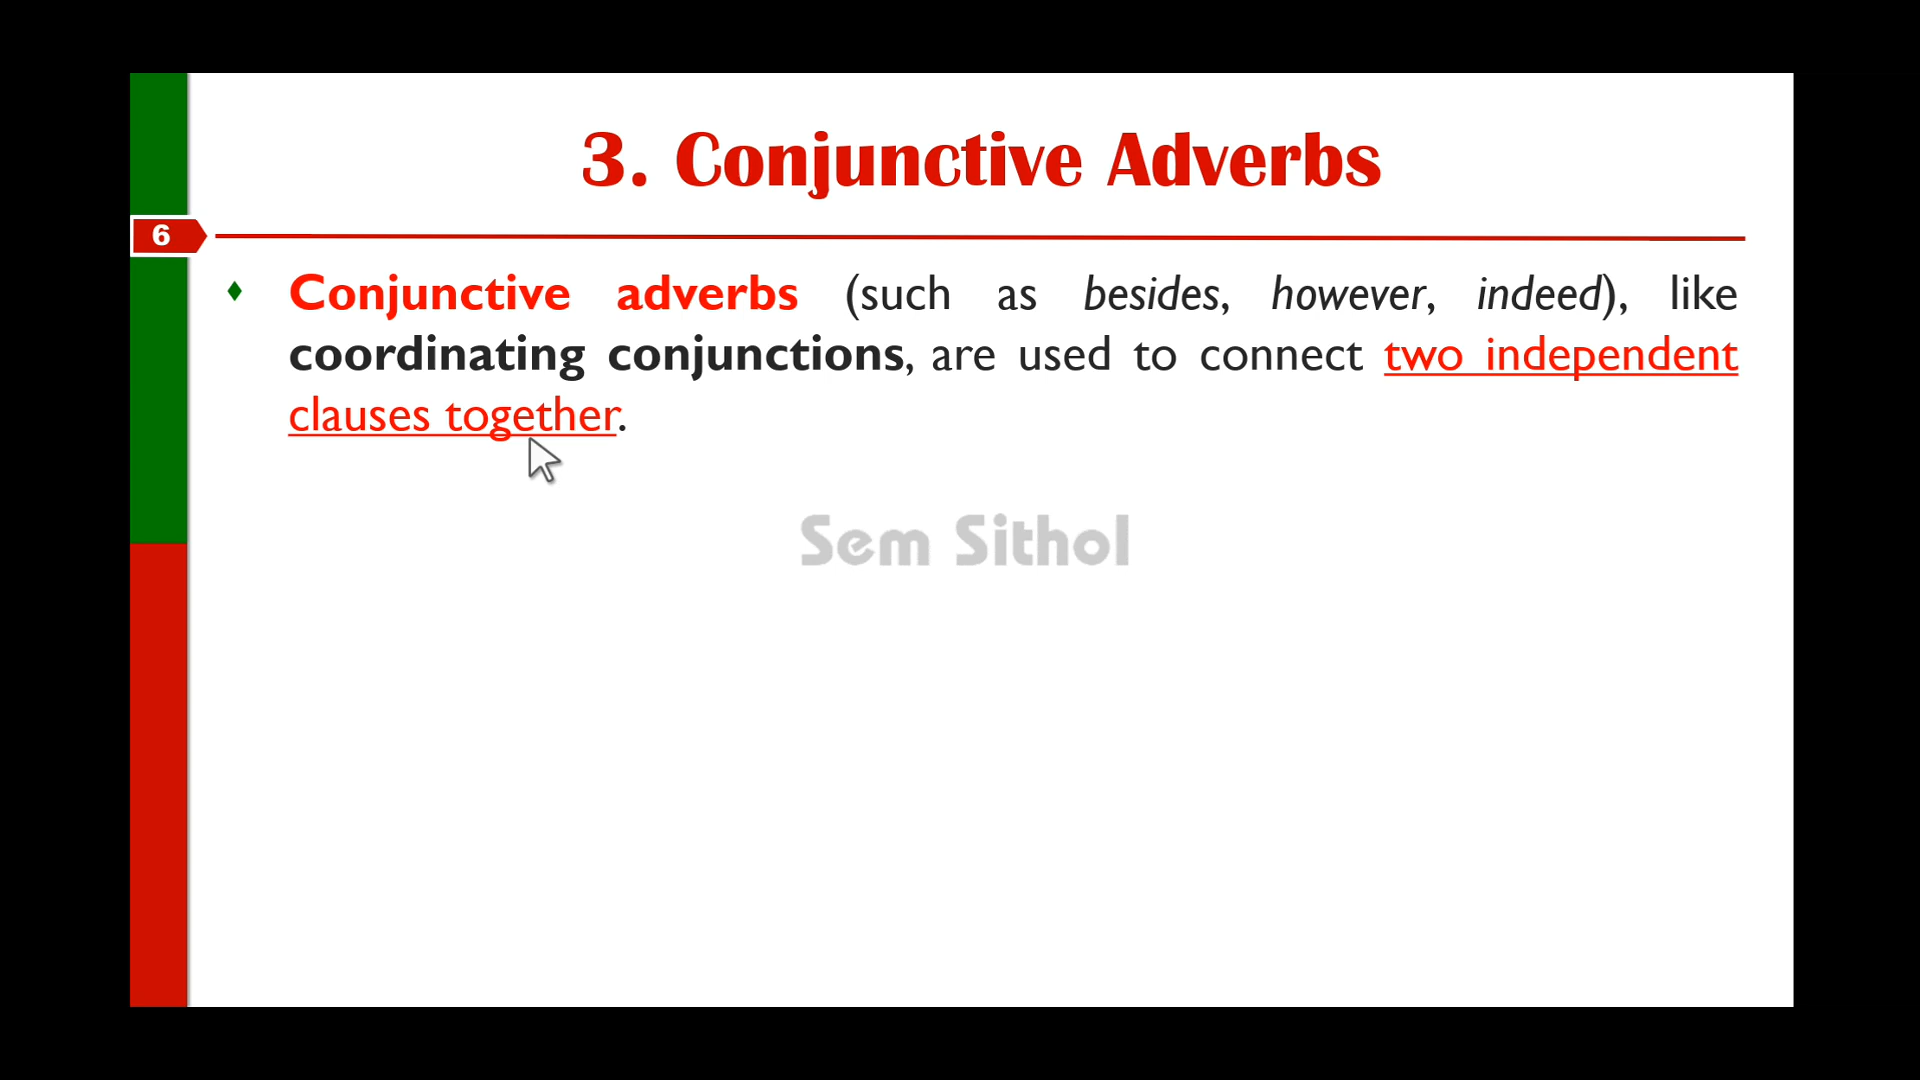 3. Conjunctive Adverbs
6
Conjunctive adverbs (such as besides, however, indeed), like
coordinating conjunctions, are used to connect two independent
clauses together.
Sem Sithol